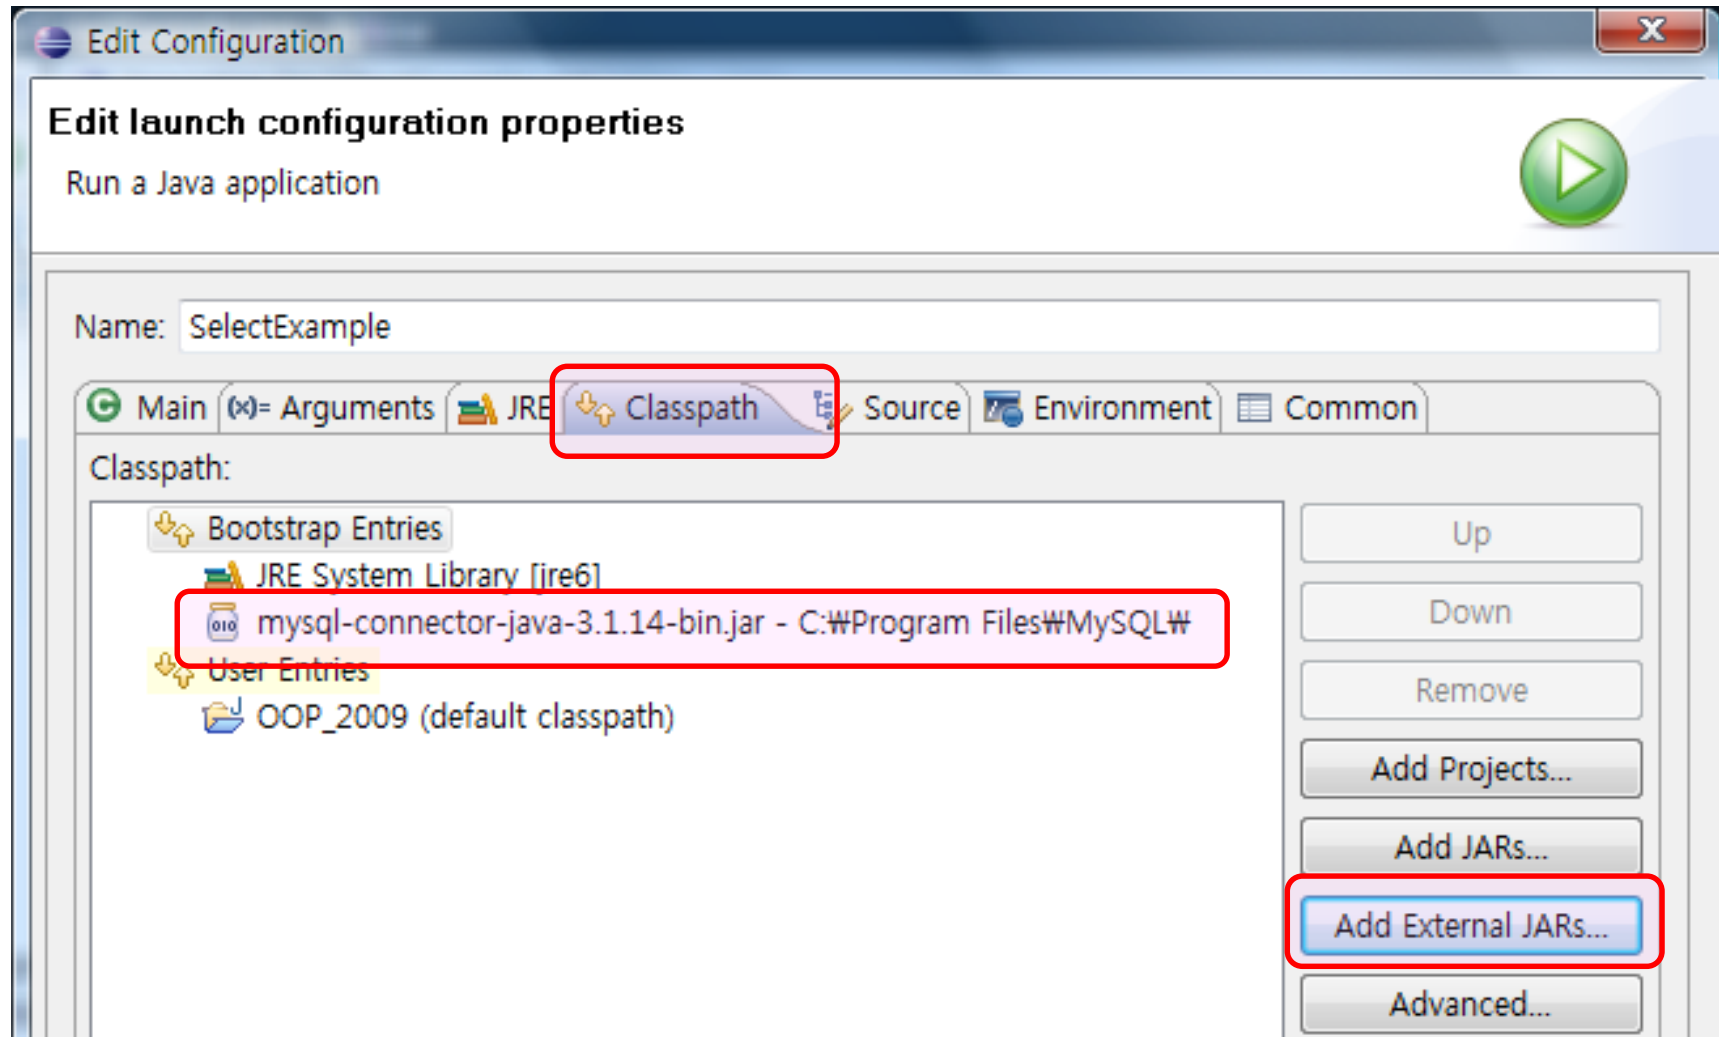 Edit Configuration
Edit launch configuration properties
Run a Java application
Name: SelectExample
Main (x)= Arguments JRE Classpath Source Environment Common
Classpath:
Bootstrap Entries
JRE System Library [jre6]
mysql-connector-java-3.1.14-bin.jar - C:₩Program Files₩MySQL₩
User Entries
OOP_2009 (default classpath)
Up
Down
Remove
Add Projects...
Add JARs...
Add External JARs...
Advanced...